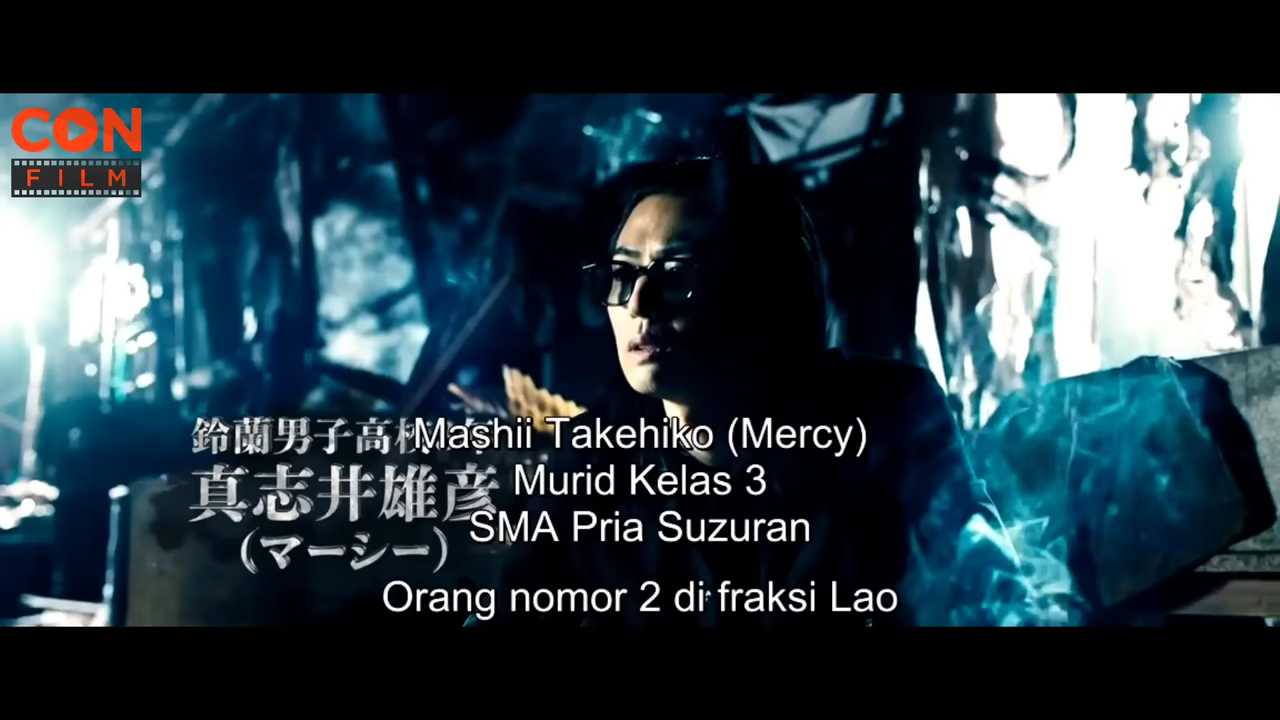 CON
FILM
鈴蘭男子高校
真志井雄彦
(マーシー)
Mashii Takehiko (Mercy)
Murid Kelas 3
SMA Pria Suzuran
Orang nomor 2 di fraksi Lao